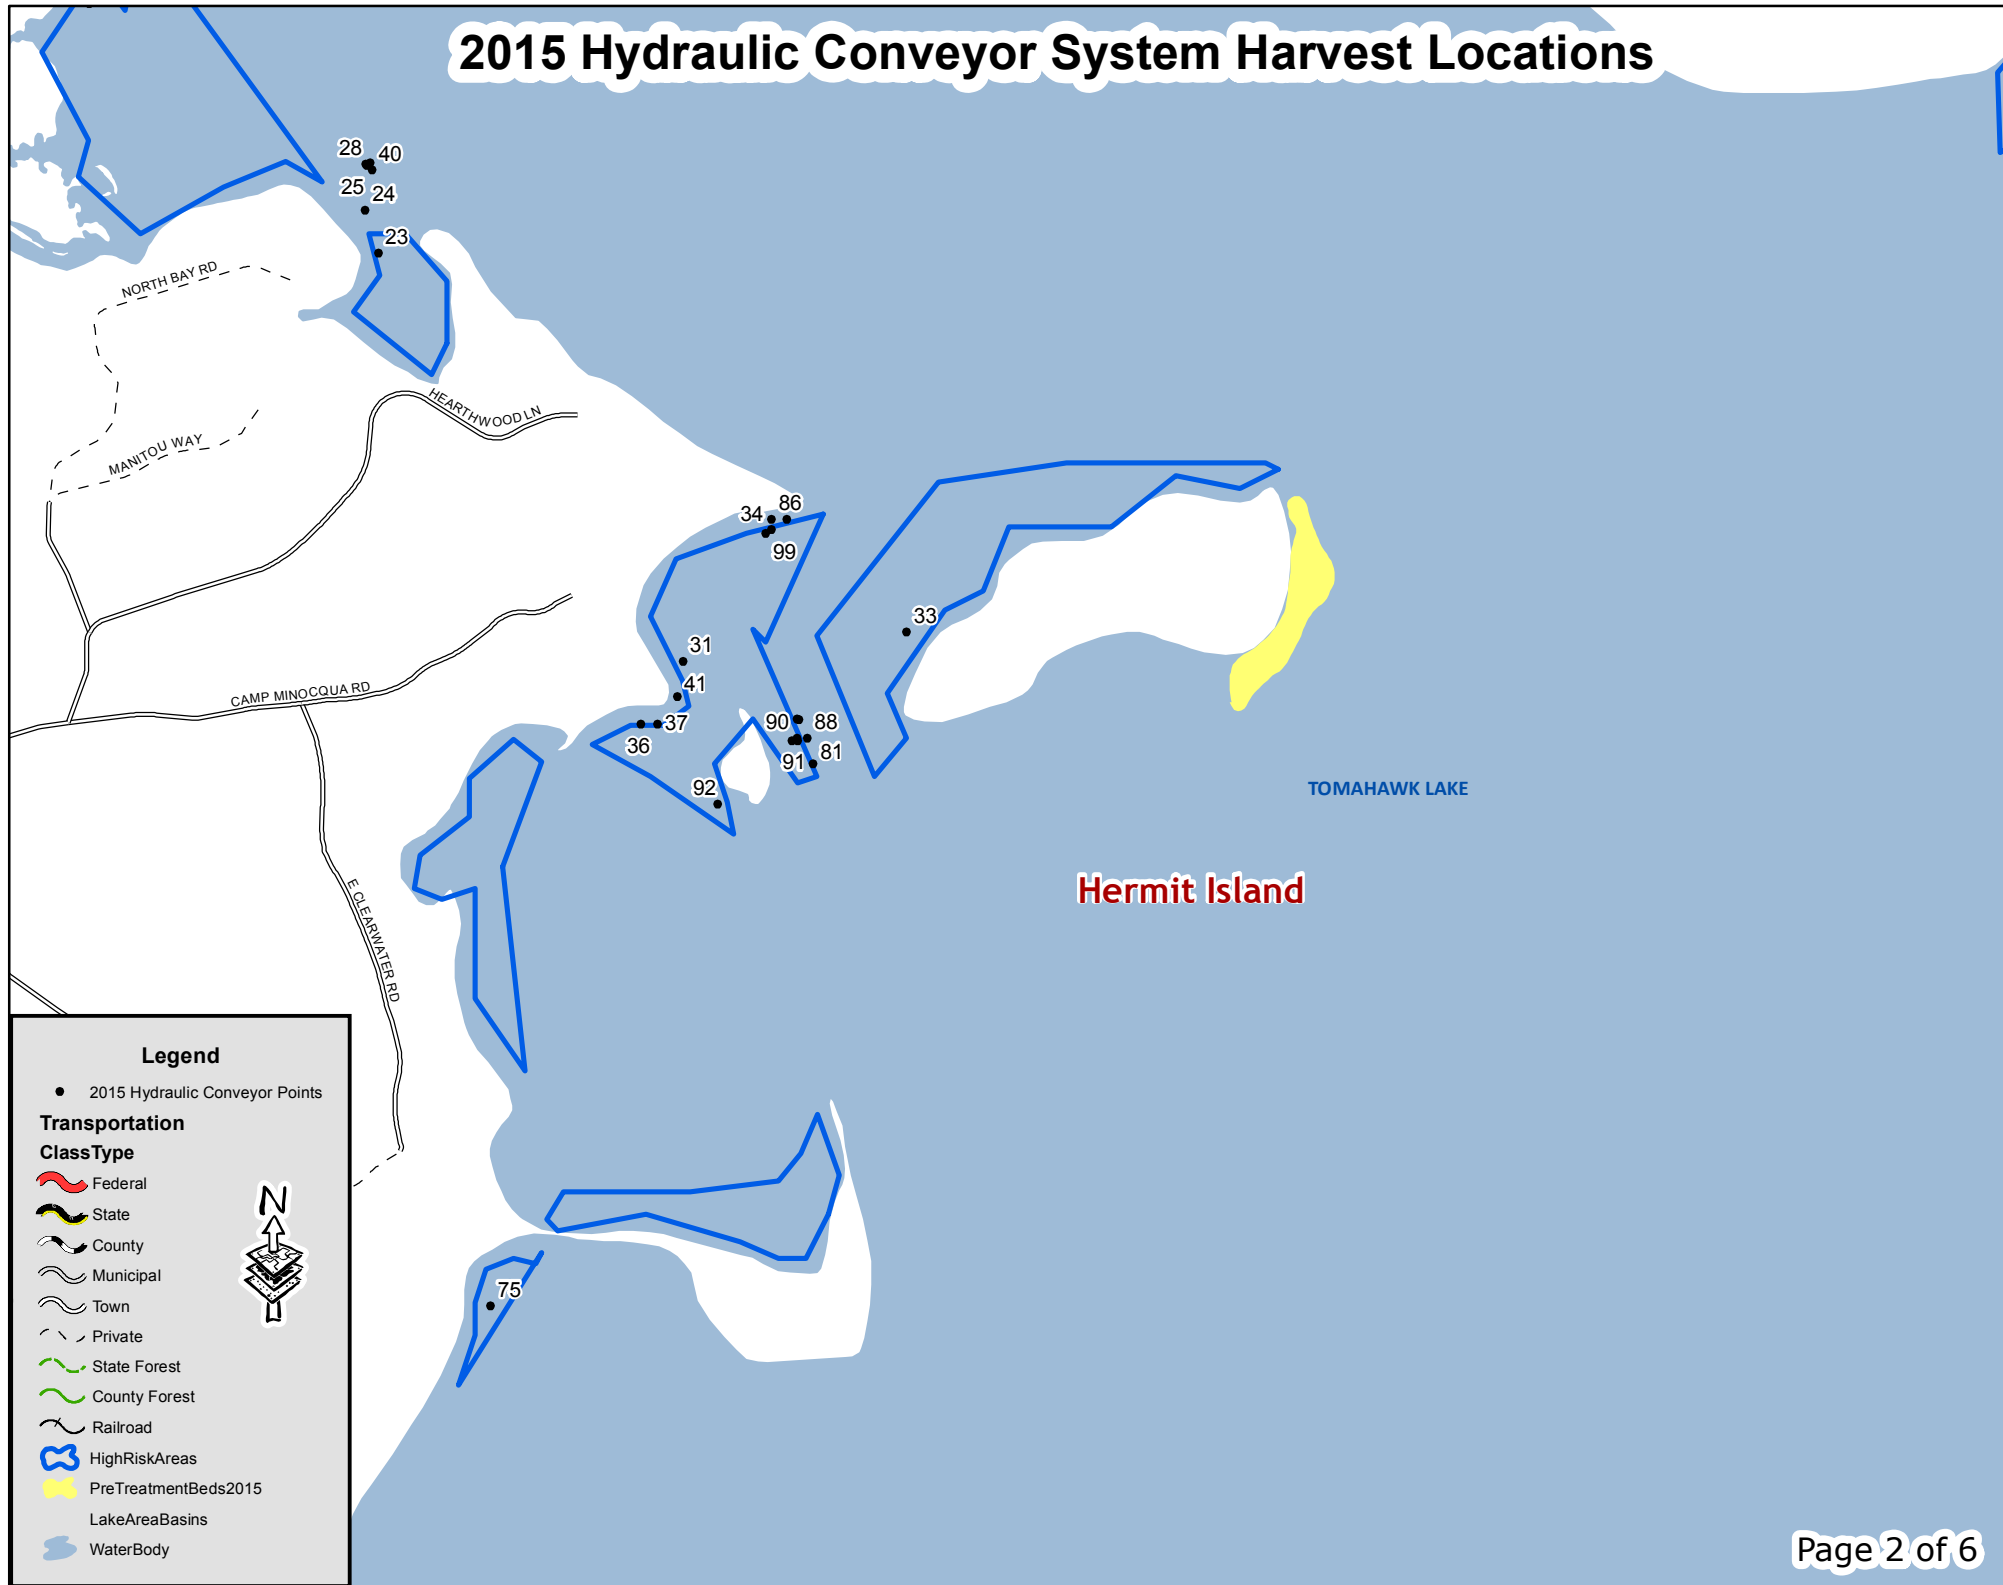 2015 Hydraulic Conveyor System Harvest Locations
28
40
25
24
23
NORTH BAY RD
HEARTHWOOD LN
MANITOU WAY
34
86
99
33
31
41
CAMP MINOCQUA RD
37
36
90
88
91
81
92
TOMAHAWK LAKE
Hermit Island
E CLEARWATER RD
75
Legend
2015 Hydraulic Conveyor Points
Transportation
ClassType
Federal
State
County
Municipal
Town
Private
State Forest
County Forest
Railroad
HighRiskAreas
PreTreatmentBeds2015
LakeAreaBasins
WaterBody
N
Page 2 of 6